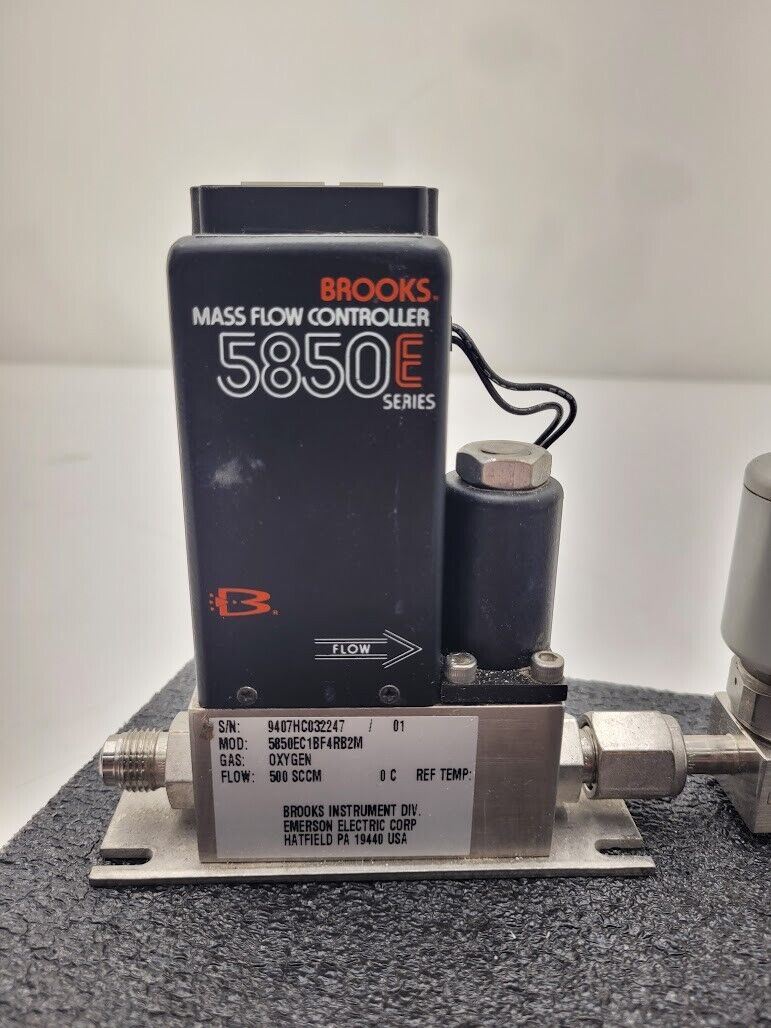 BROOKS™
MASS FLOW CONTROLLER
5850E
SERIES
B®
FLOW
S/N: 9407HC032247 / 01
MOD: 5850EC1BF4RB2M
GAS: OXYGEN
FLOW: 500 SCCM 0 C REF TEMP:
BROOKS INSTRUMENT DIV.
EMERSON ELECTRIC CORP
HATFIELD PA 19440 USA